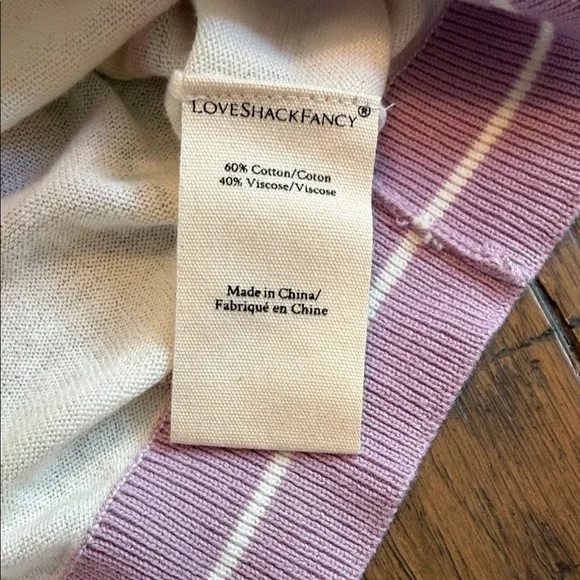 LOVESHACKFANCY®
60% Cotton/Coton
40% Viscose/Viscose
Made in China/
Fabriqué en Chine